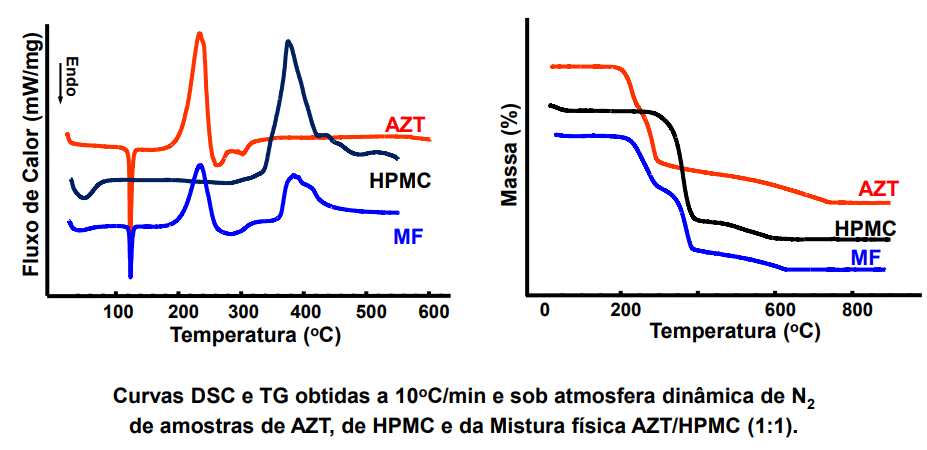 Fluxo de Calor (mW/mg)
Endo
AZT
HPMC
MF
100 200 300 400 500 600
Temperatura (ºC)
Massa (%)
AZT
HPMC
MF
0 200 400 600 800
Temperatura (ºC)
Curvas DSC e TG obtidas a 10ºC/min e sob atmosfera dinâmica de N₂
de amostras de AZT, de HPMC e da Mistura física AZT/HPMC (1:1).